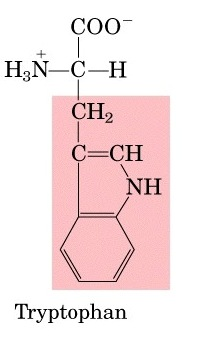 COO⁻
H₃N⁺—C—H
CH₂
C=CH
NH
Tryptophan